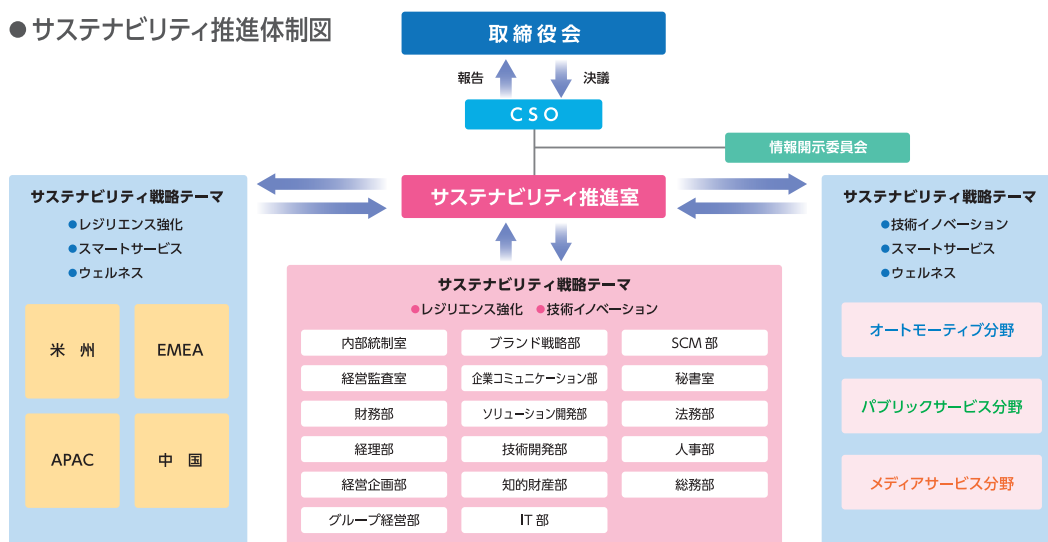 ●サステナビリティ推進体制図
取締役会
報告
決議
CSO
情報開示委員会
サステナビリティ推進室
サステナビリティ戦略テーマ
●レジリエンス強化
●スマートサービス
●ウェルネス
米州
EMEA
APAC
中国
サステナビリティ戦略テーマ
●レジリエンス強化 ●技術イノベーション
内部統制室
ブランド戦略部
SCM部
経営監査室
企業コミュニケーション部
秘書室
財務部
ソリューション開発部
法務部
経理部
技術開発部
人事部
経営企画部
知的財産部
総務部
グループ経営部
IT部
サステナビリティ戦略テーマ
●技術イノベーション
●スマートサービス
●ウェルネス
オートモーティブ分野
パブリックサービス分野
メディアサービス分野